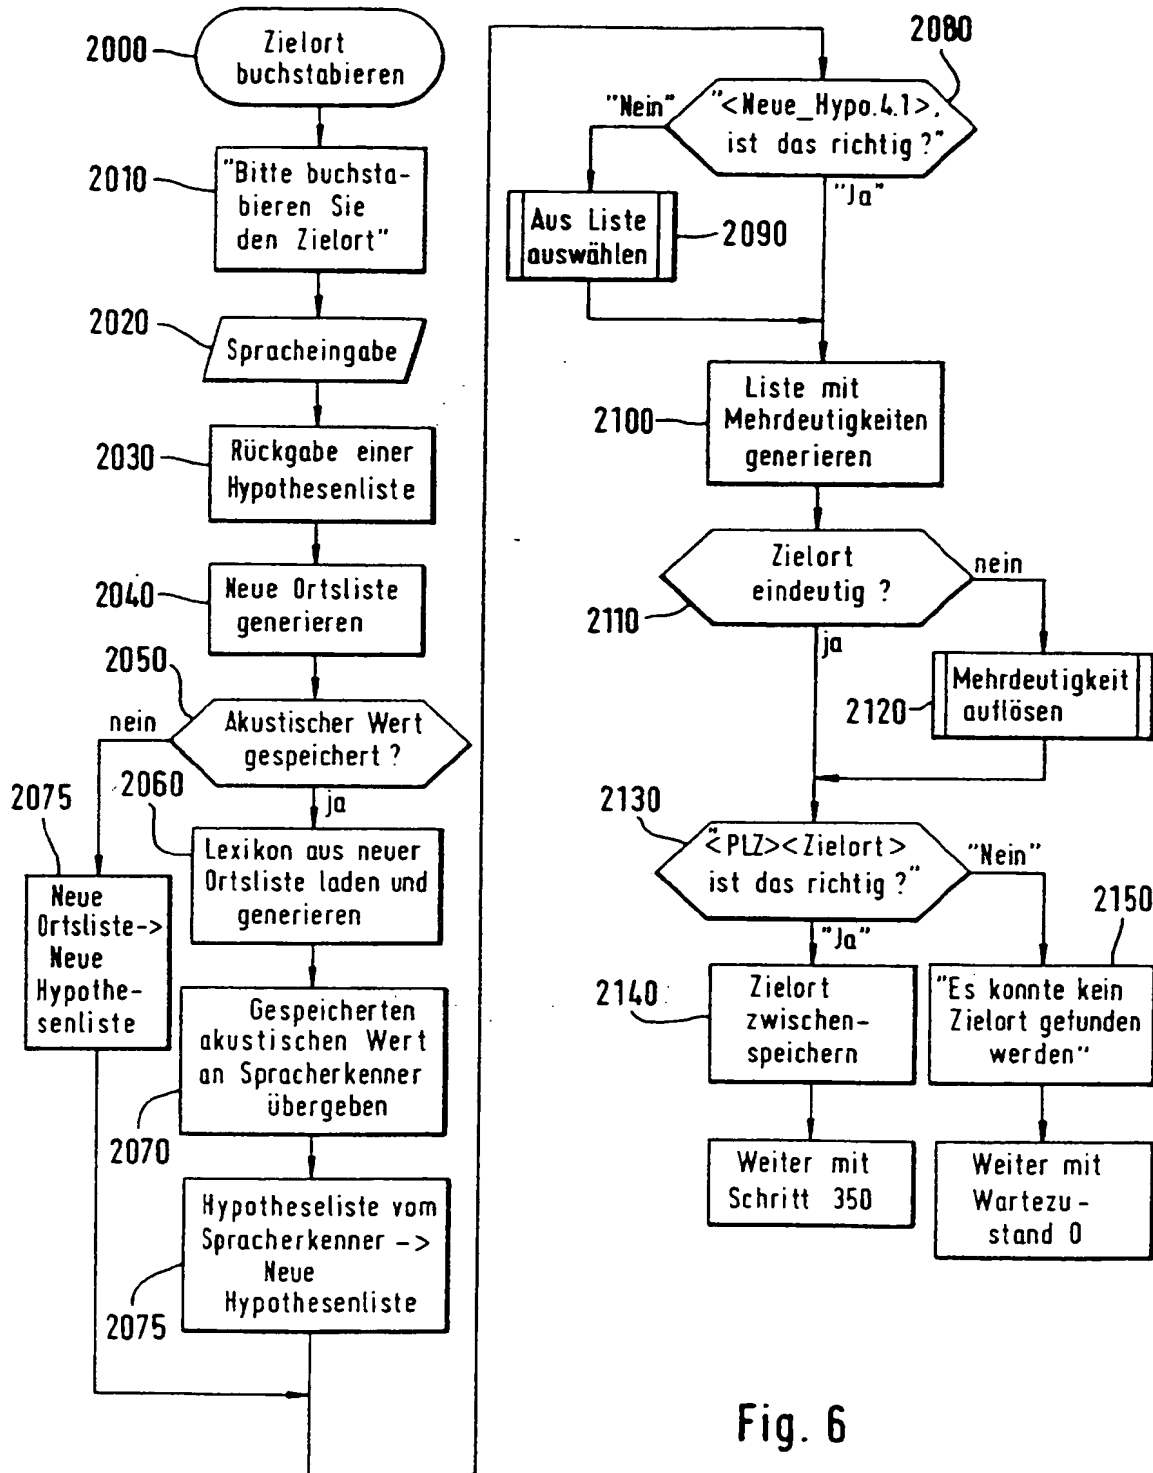 2000
Zielort
buchstabieren
2010
"Bitte buchsta-
bieren Sie
den Zielort"
2020
Spracheingabe
2030
Rückgabe einer
Hypothesenliste
2040
Neue Ortsliste
generieren
2050
nein
Akustischer Wert
gespeichert ?
ja
2075
Neue
Ortsliste->
Neue
Hypothe-
senliste
2060
Lexikon aus neuer
Ortsliste laden und
generieren
Gespeicherten
akustischen Wert
an Spracherkenner
übergeben
2070
Hypotheseliste vom
Spracherkenner ->
Neue
Hypothesenliste
2075
2080
"Nein"
"<Neue_Hypo.4.1>,
ist das richtig ?"
"Ja"
Aus Liste
auswählen
2090
2100
Liste mit
Mehrdeutigkeiten
generieren
Zielort
eindeutig ?
nein
2110
ja
Mehrdeutigkeit
auflösen
2120
2130
"<PLZ><Zielort>
ist das richtig ?"
"Nein"
"Ja"
2150
2140
Zielort
zwischen-
speichern
"Es konnte kein
Zielort gefunden
werden"
Weiter mit
Schritt 350
Weiter mit
Wartezu-
stand 0
Fig. 6